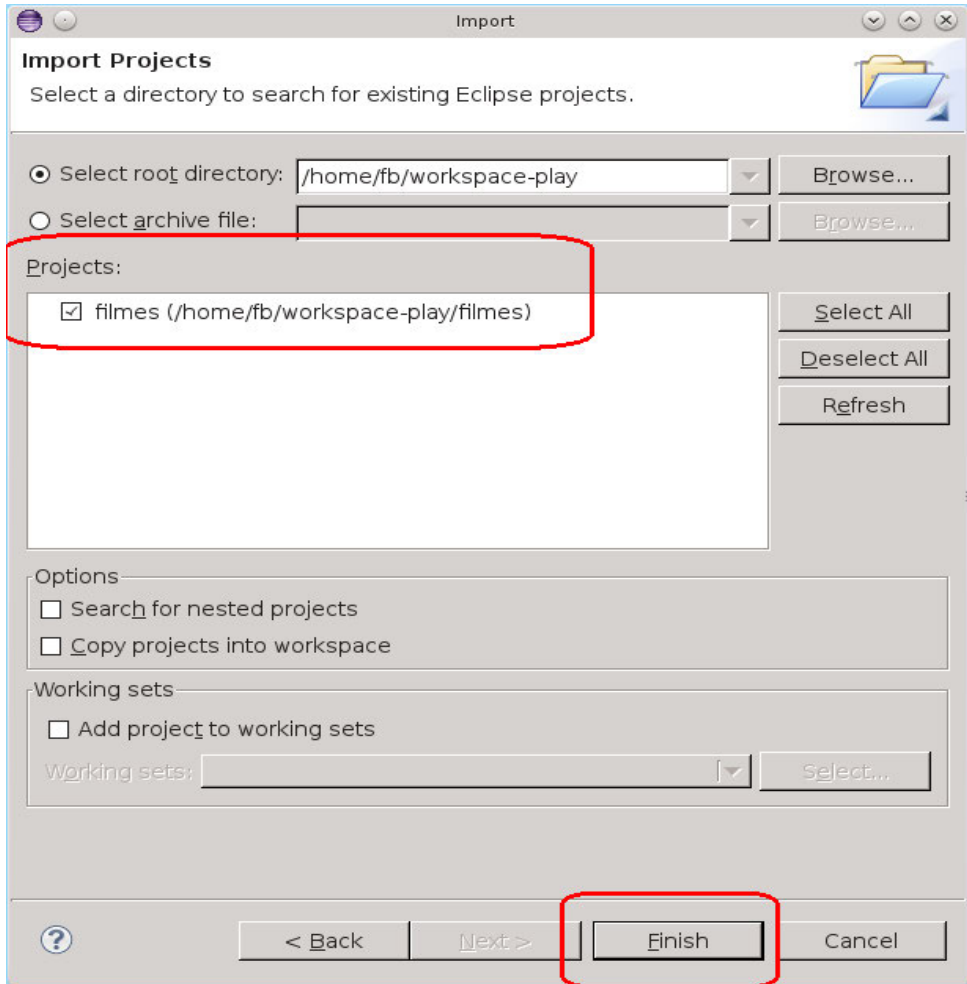 Import
Import Projects
Select a directory to search for existing Eclipse projects.
Select root directory: /home/fb/workspace-play Browse...
Select archive file: Browse...
Projects:
filmes (/home/fb/workspace-play/filmes)
Select All
Deselect All
Refresh
Options
Search for nested projects
Copy projects into workspace
Working sets
Add project to working sets
Working sets: Select...
? < Back Next > Finish Cancel